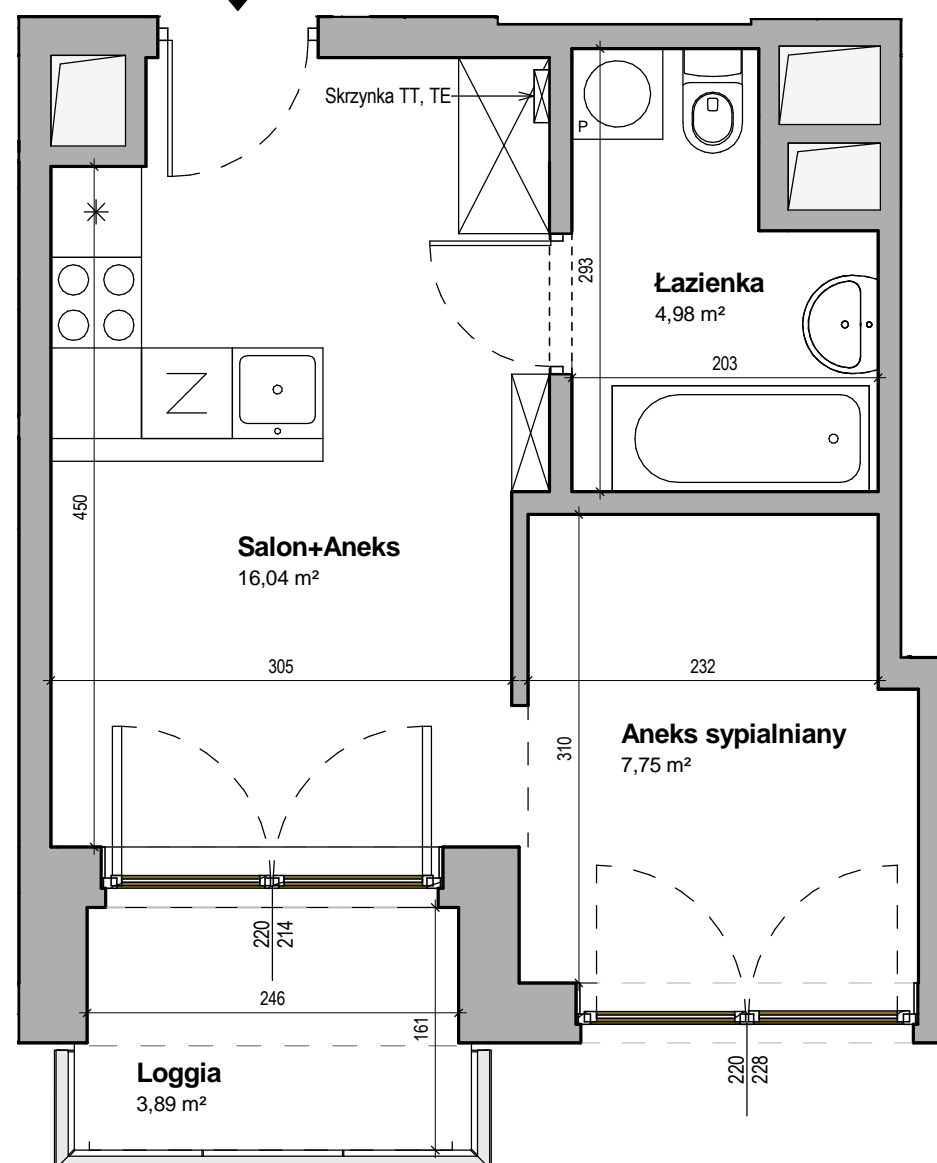 Skrzynka TT, TE
P
Łazienka
4,98 m²
293
203
450
Salon+Aneks
16,04 m²
305
232
310
Aneks sypialniany
7,75 m²
220
214
246
161
Loggia
3,89 m²
220
228